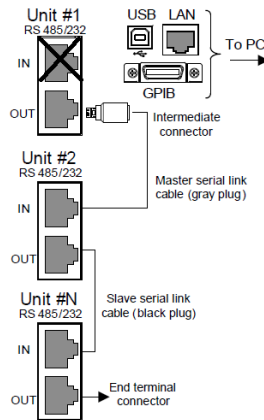 Unit #1
RS 485/232
IN
OUT
USB LAN
GPIB
To PC
Intermediate
connector
Unit #2
RS 485/232
IN
OUT
Master serial link
cable (gray plug)
Unit #N
RS 485/232
IN
OUT
Slave serial link
cable (black plug)
End terminal
connector